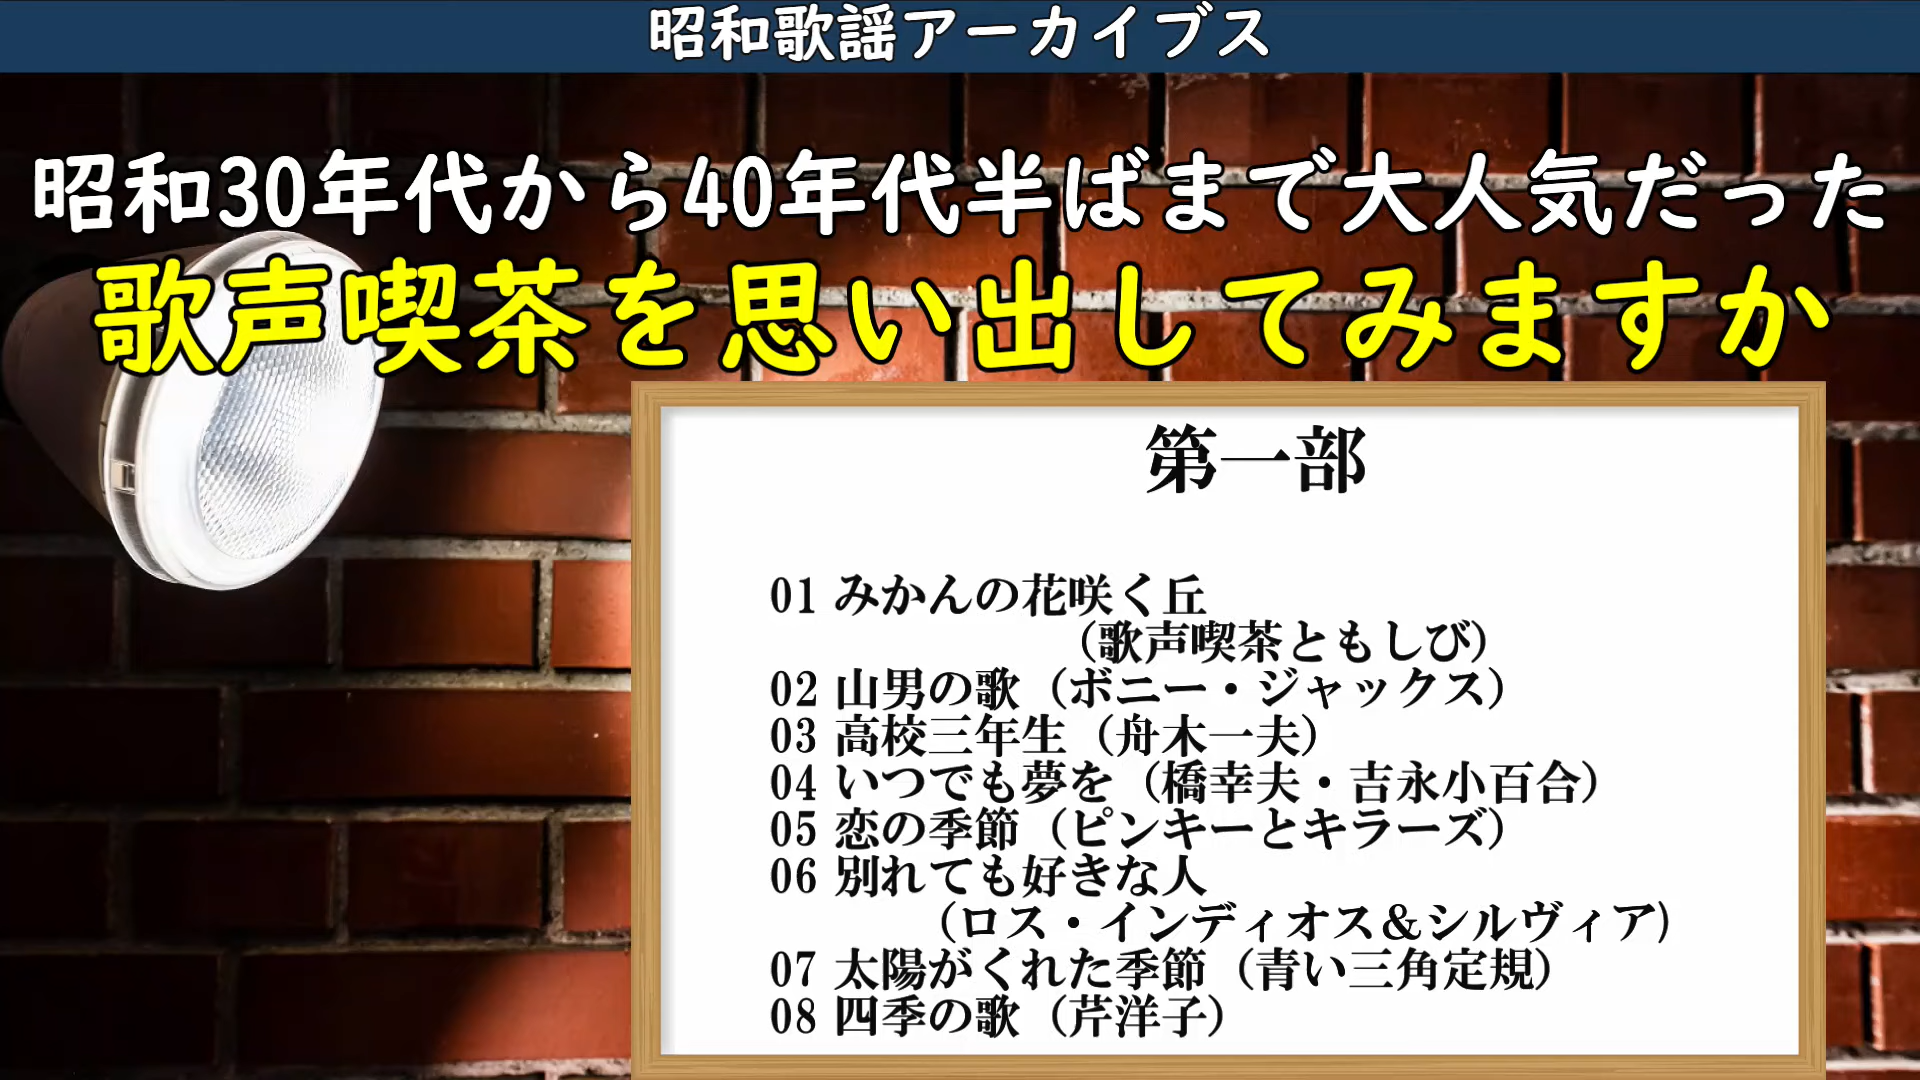 昭和歌謡アーカイブス
昭和30年代から40年代半ばまで大人気だった
歌声喫茶を思い出してみますか
第一部
01 みかんの花咲く丘
（歌声喫茶ともしび）
02 山男の歌（ボニー・ジャックス）
03 高校三年生（舟木一夫）
04 いつでも夢を（橋幸夫・吉永小百合）
05 恋の季節（ピンキーとキラーズ）
06 別れても好きな人
（ロス・インディオス＆シルヴィア）
07 太陽がくれた季節（青い三角定規）
08 四季の歌（芹洋子）